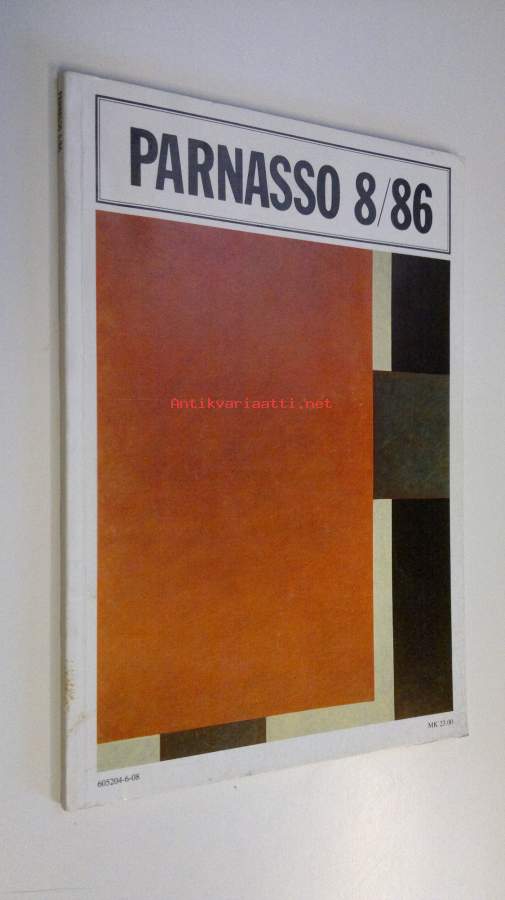 PARNASSO 8/86
Antikvariaatti.net
MK 23.00
605204-6-08